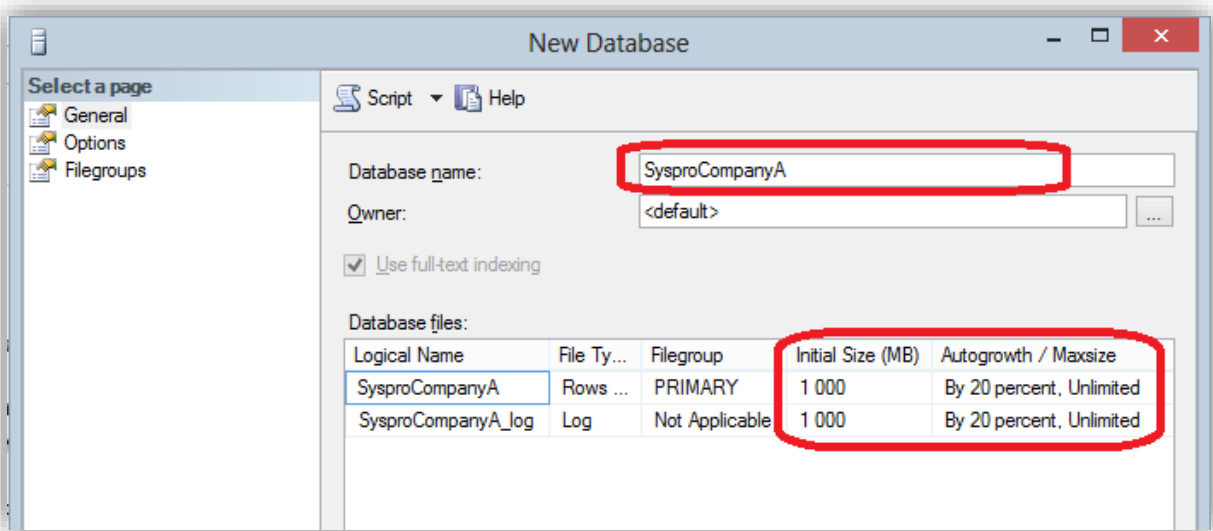 New Database
Select a page
General
Options
Filegroups
Script Help
Database name: SysproCompanyA
Owner: <default> ...
Use full-text indexing
Database files:
Logical Name File Ty... Filegroup Initial Size (MB) Autogrowth / Maxsize
SysproCompanyA Rows ... PRIMARY 1 000 By 20 percent, Unlimited
SysproCompanyA_log Log Not Applicable 1 000 By 20 percent, Unlimited